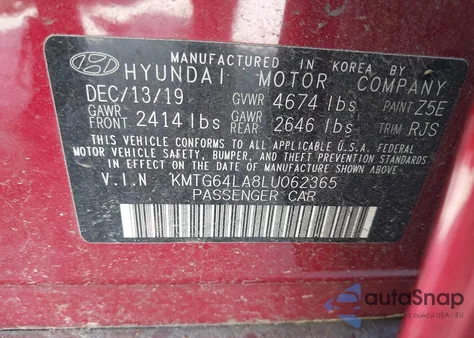 MANUFACTURED IN KOREA BY
HYUNDAI MOTOR COMPANY
DEC/13/19 GVWR 4674 lbs PAINT Z5E
GAWR FRONT 2414 lbs GAWR REAR 2646 lbs TRIM RJS
THIS VEHICLE CONFORMS TO ALL APPLICABLE U.S.A. FEDERAL
MOTOR VEHICLE SAFETY, BUMPER, AND THEFT PREVENTION STANDARDS
IN EFFECT ON THE DATE OF MANUFACTURE SHOWN ABOVE.
V.I.N KMTG64LA8LU062365
PASSENGER CAR
autoSnap